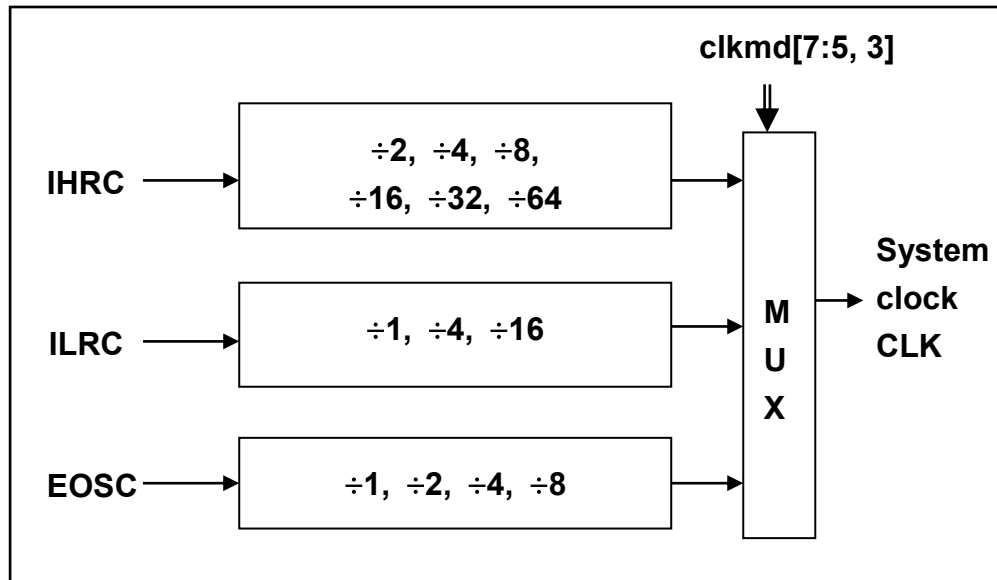 clkmd[7:5, 3]
IHRC
÷2, ÷4, ÷8,
÷16, ÷32, ÷64
ILRC
÷1, ÷4, ÷16
EOSC
÷1, ÷2, ÷4, ÷8
M
U
X
System
clock
CLK